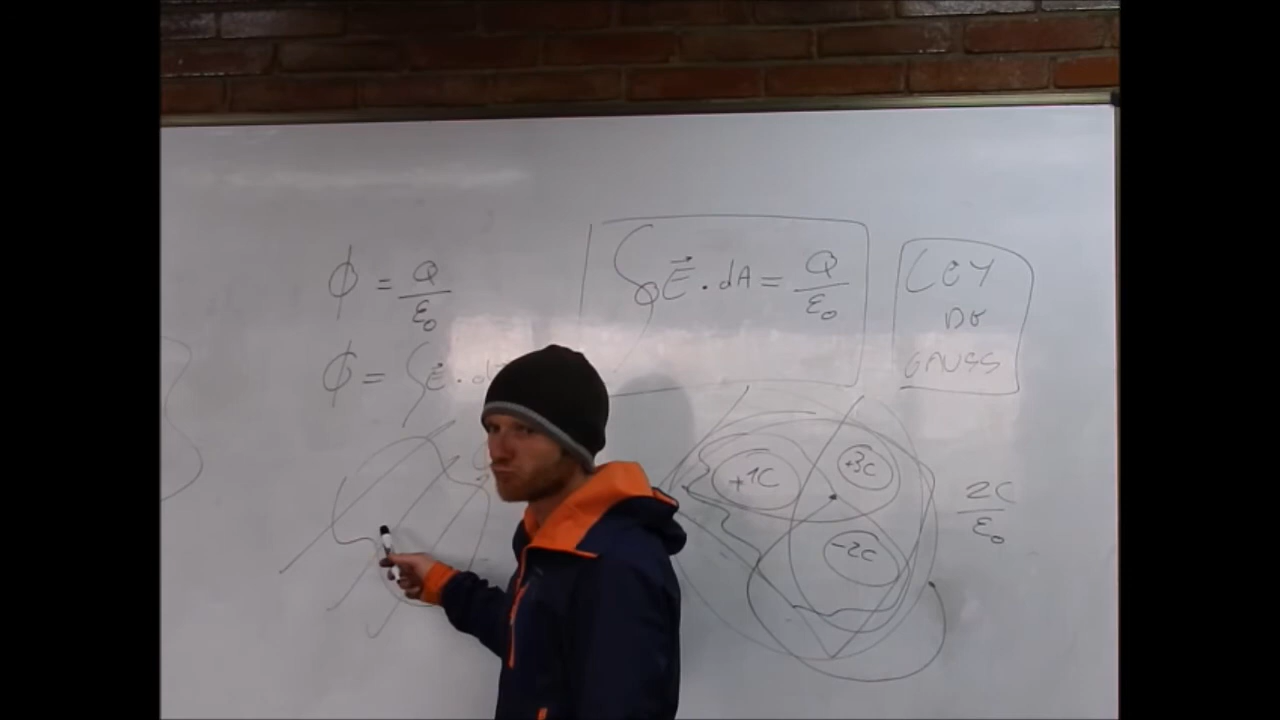 ϕ = Q/ε₀
ϕ = ∫ E⃗ · d
∮ E⃗ · dA = Q/ε₀
LEY
DE
GAUSS
+1C
+3C
-2C
2C/ε₀